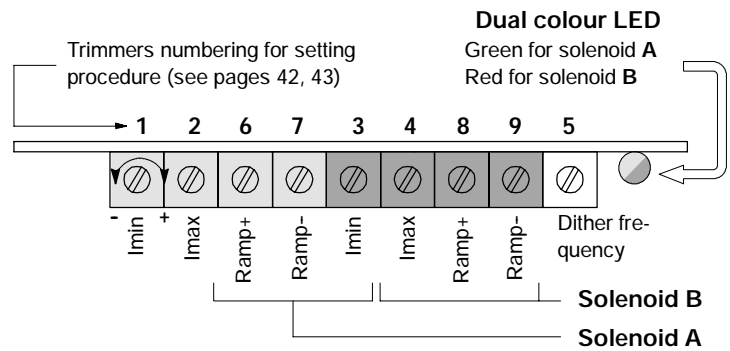 Dual colour LED
Trimmers numbering for setting
procedure (see pages 42, 43)
Green for solenoid A
Red for solenoid B
1 2 6 7 3 4 8 9 5
- +
Imin
Imax
Ramp+
Ramp-
Imin
Imax
Ramp+
Ramp-
Dither fre-
quency
Solenoid B
Solenoid A